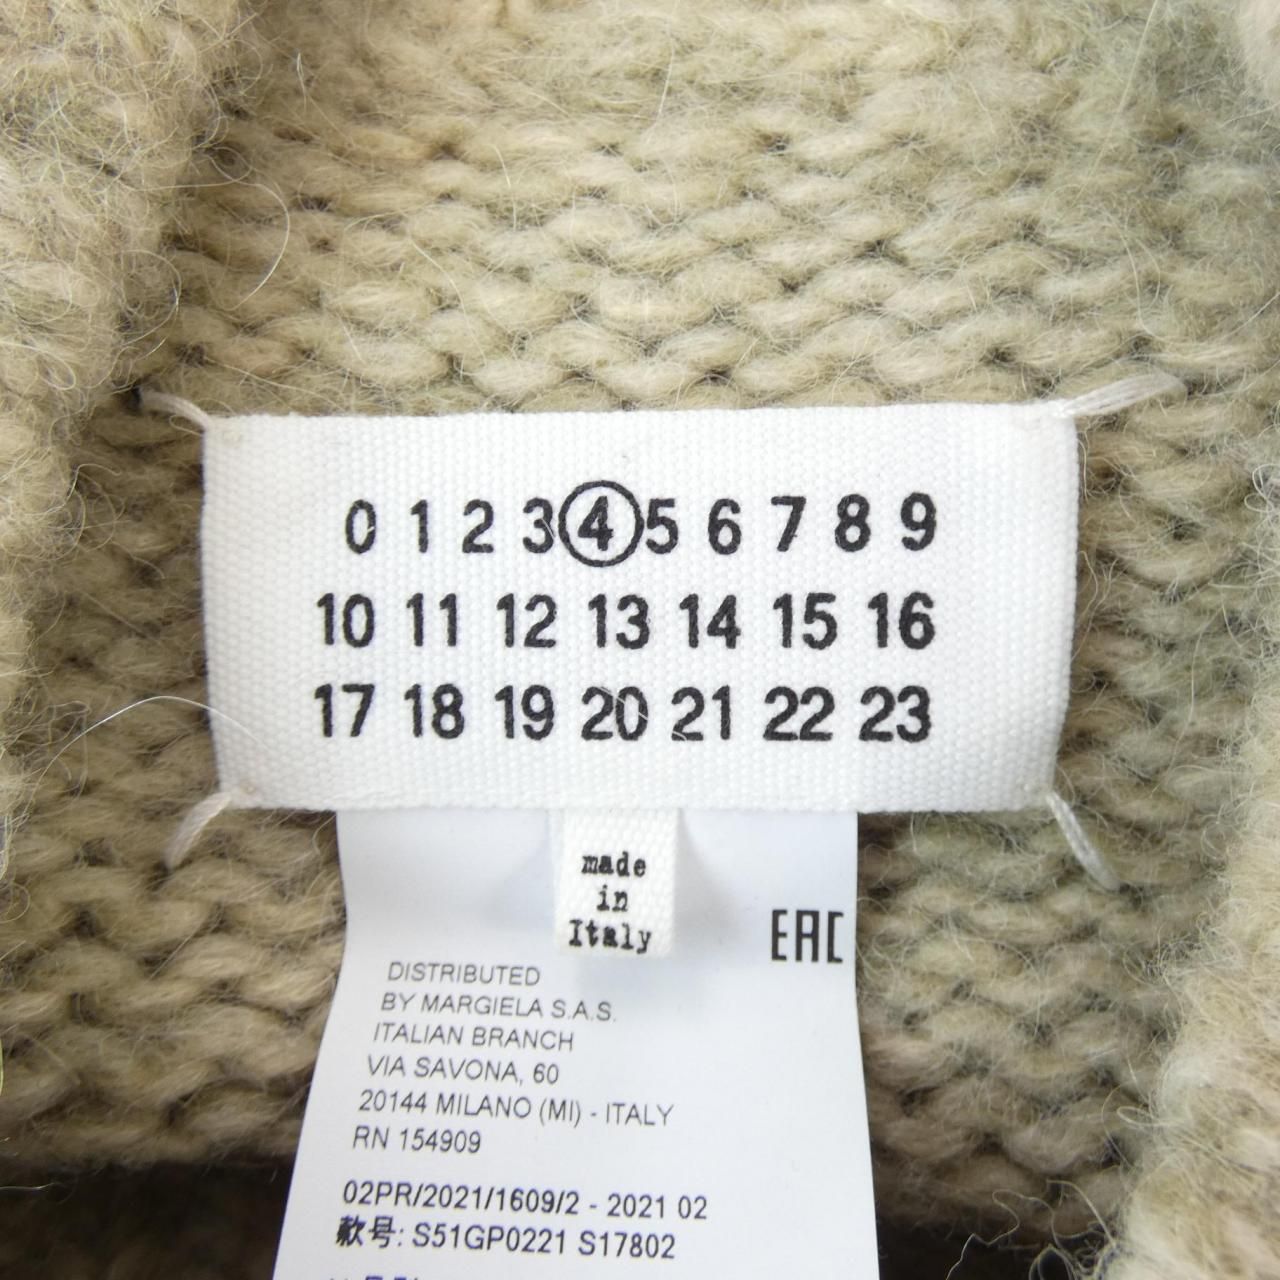 0 1 2 3 4 5 6 7 8 9
10 11 12 13 14 15 16
17 18 19 20 21 22 23
made
in
Italy
EAC
DISTRIBUTED
BY MARGIELA S.A.S.
ITALIAN BRANCH
VIA SAVONA, 60
20144 MILANO (MI) - ITALY
RN 154909
02PR/2021/1609/2 - 2021 02
款号: S51GP0221 S17802